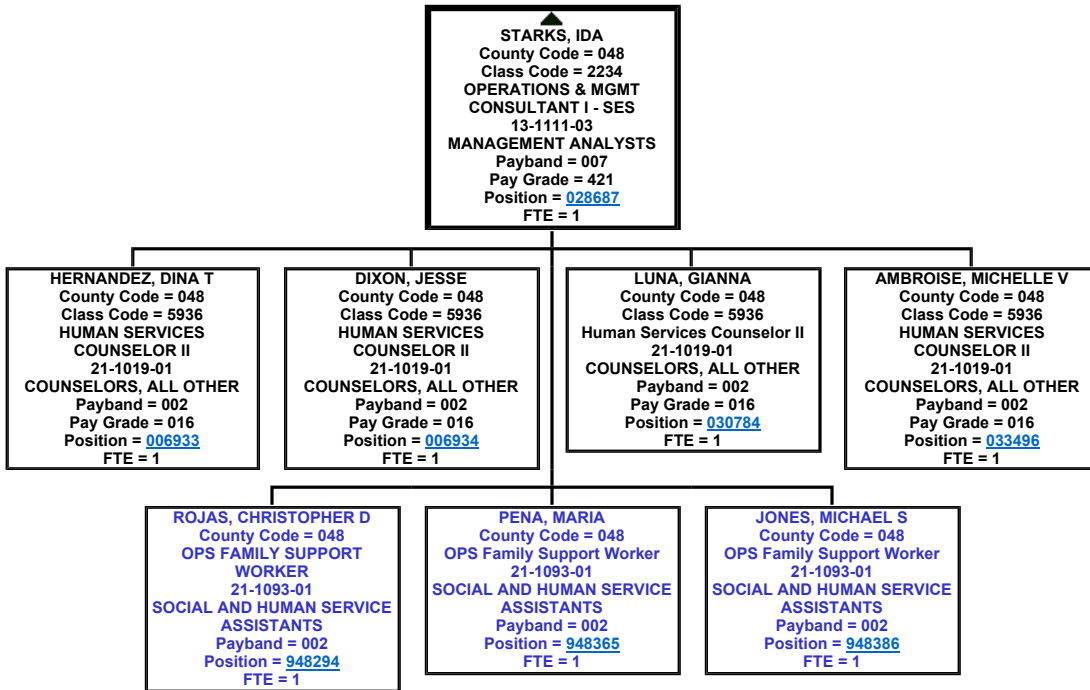 STARKS, IDA
County Code = 048
Class Code = 2234
OPERATIONS & MGMT
CONSULTANT I - SES
13-1111-03
MANAGEMENT ANALYSTS
Payband = 007
Pay Grade = 421
Position = 028687
FTE = 1
HERNANDEZ, DINA T
County Code = 048
Class Code = 5936
HUMAN SERVICES
COUNSELOR II
21-1019-01
COUNSELORS, ALL OTHER
Payband = 002
Pay Grade = 016
Position = 006933
FTE = 1
DIXON, JESSE
County Code = 048
Class Code = 5936
HUMAN SERVICES
COUNSELOR II
21-1019-01
COUNSELORS, ALL OTHER
Payband = 002
Pay Grade = 016
Position = 006934
FTE = 1
LUNA, GIANNA
County Code = 048
Class Code = 5936
Human Services Counselor II
21-1019-01
COUNSELORS, ALL OTHER
Payband = 002
Pay Grade = 016
Position = 030784
FTE = 1
AMBROISE, MICHELLE V
County Code = 048
Class Code = 5936
HUMAN SERVICES
COUNSELOR II
21-1019-01
COUNSELORS, ALL OTHER
Payband = 002
Pay Grade = 016
Position = 033496
FTE = 1
ROJAS, CHRISTOPHER D
County Code = 048
OPS FAMILY SUPPORT
WORKER
21-1093-01
SOCIAL AND HUMAN SERVICE
ASSISTANTS
Payband = 002
Position = 948294
FTE = 1
PENA, MARIA
County Code = 048
OPS Family Support Worker
21-1093-01
SOCIAL AND HUMAN SERVICE
ASSISTANTS
Payband = 002
Position = 948365
FTE = 1
JONES, MICHAEL S
County Code = 048
OPS Family Support Worker
21-1093-01
SOCIAL AND HUMAN SERVICE
ASSISTANTS
Payband = 002
Position = 948386
FTE = 1